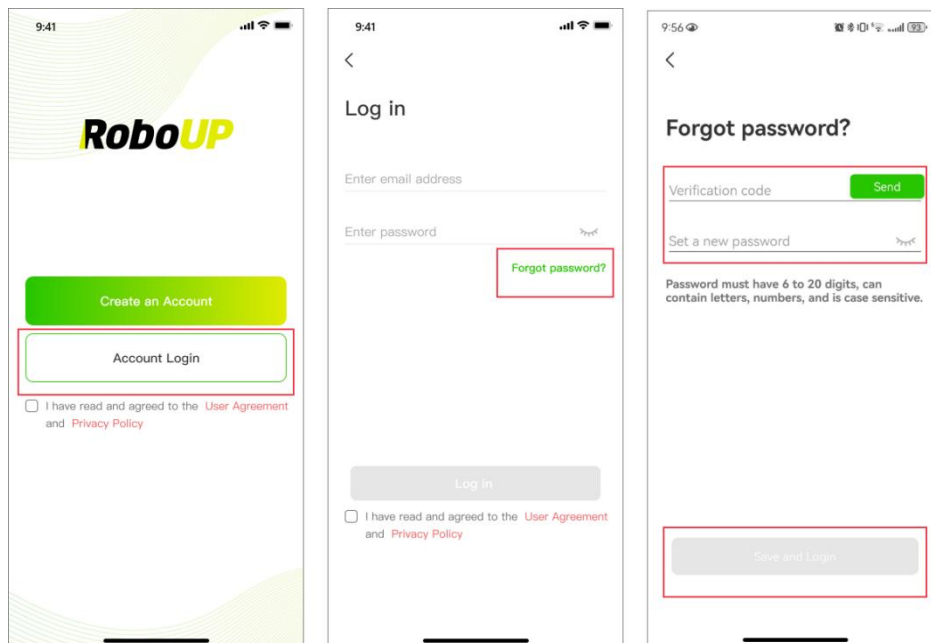 9:41
RoboUP
Create an Account
Account Login
I have read and agreed to the User Agreement
and Privacy Policy
9:41
Log in
Enter email address
Enter password
Forgot password?
Log in
I have read and agreed to the User Agreement
and Privacy Policy
9:56
93
Forgot password?
Verification code
Send
Set a new password
Password must have 6 to 20 digits, can
contain letters, numbers, and is case sensitive.
Save and Login